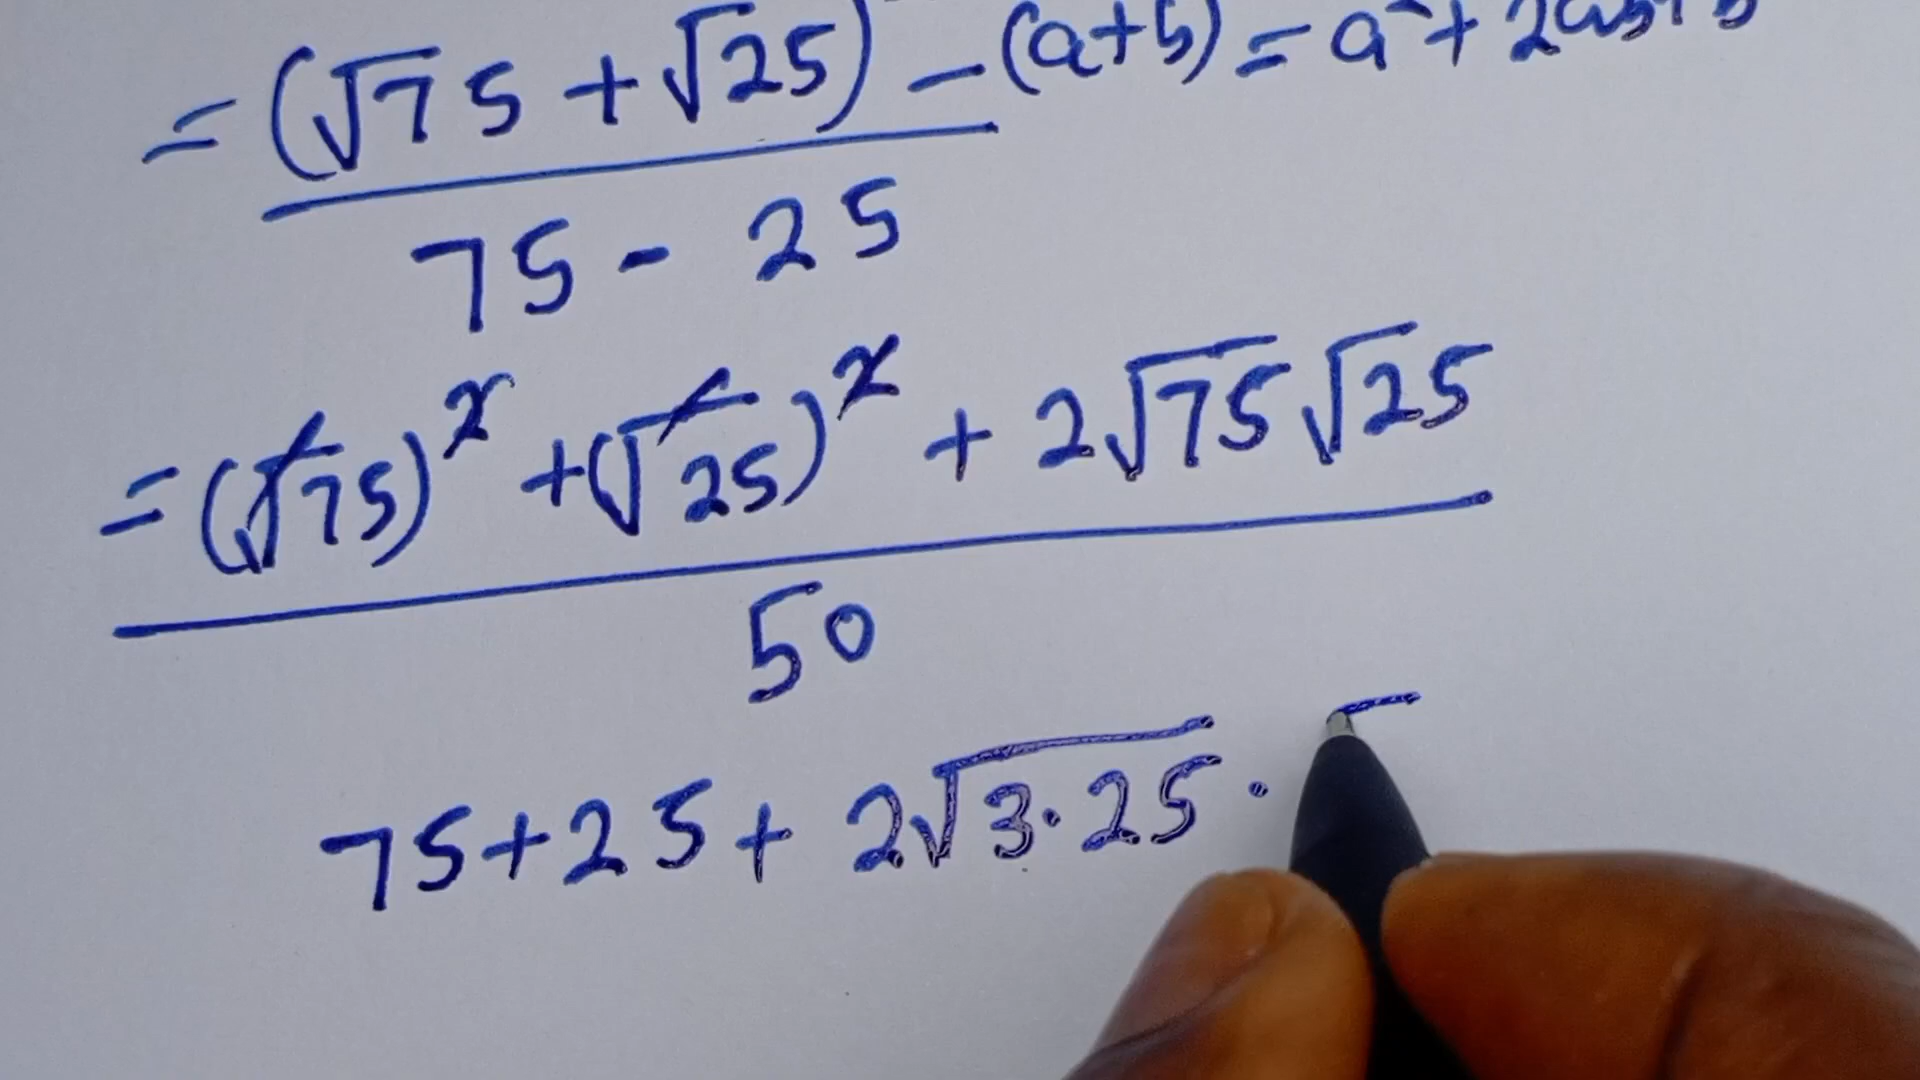 = (√75 + √25)² – (a+b)² = a² + 2ab + b²
75 - 25
= (√75)² + (√25)² + 2√75 √25
50
75+25+ 2√3·25 ·